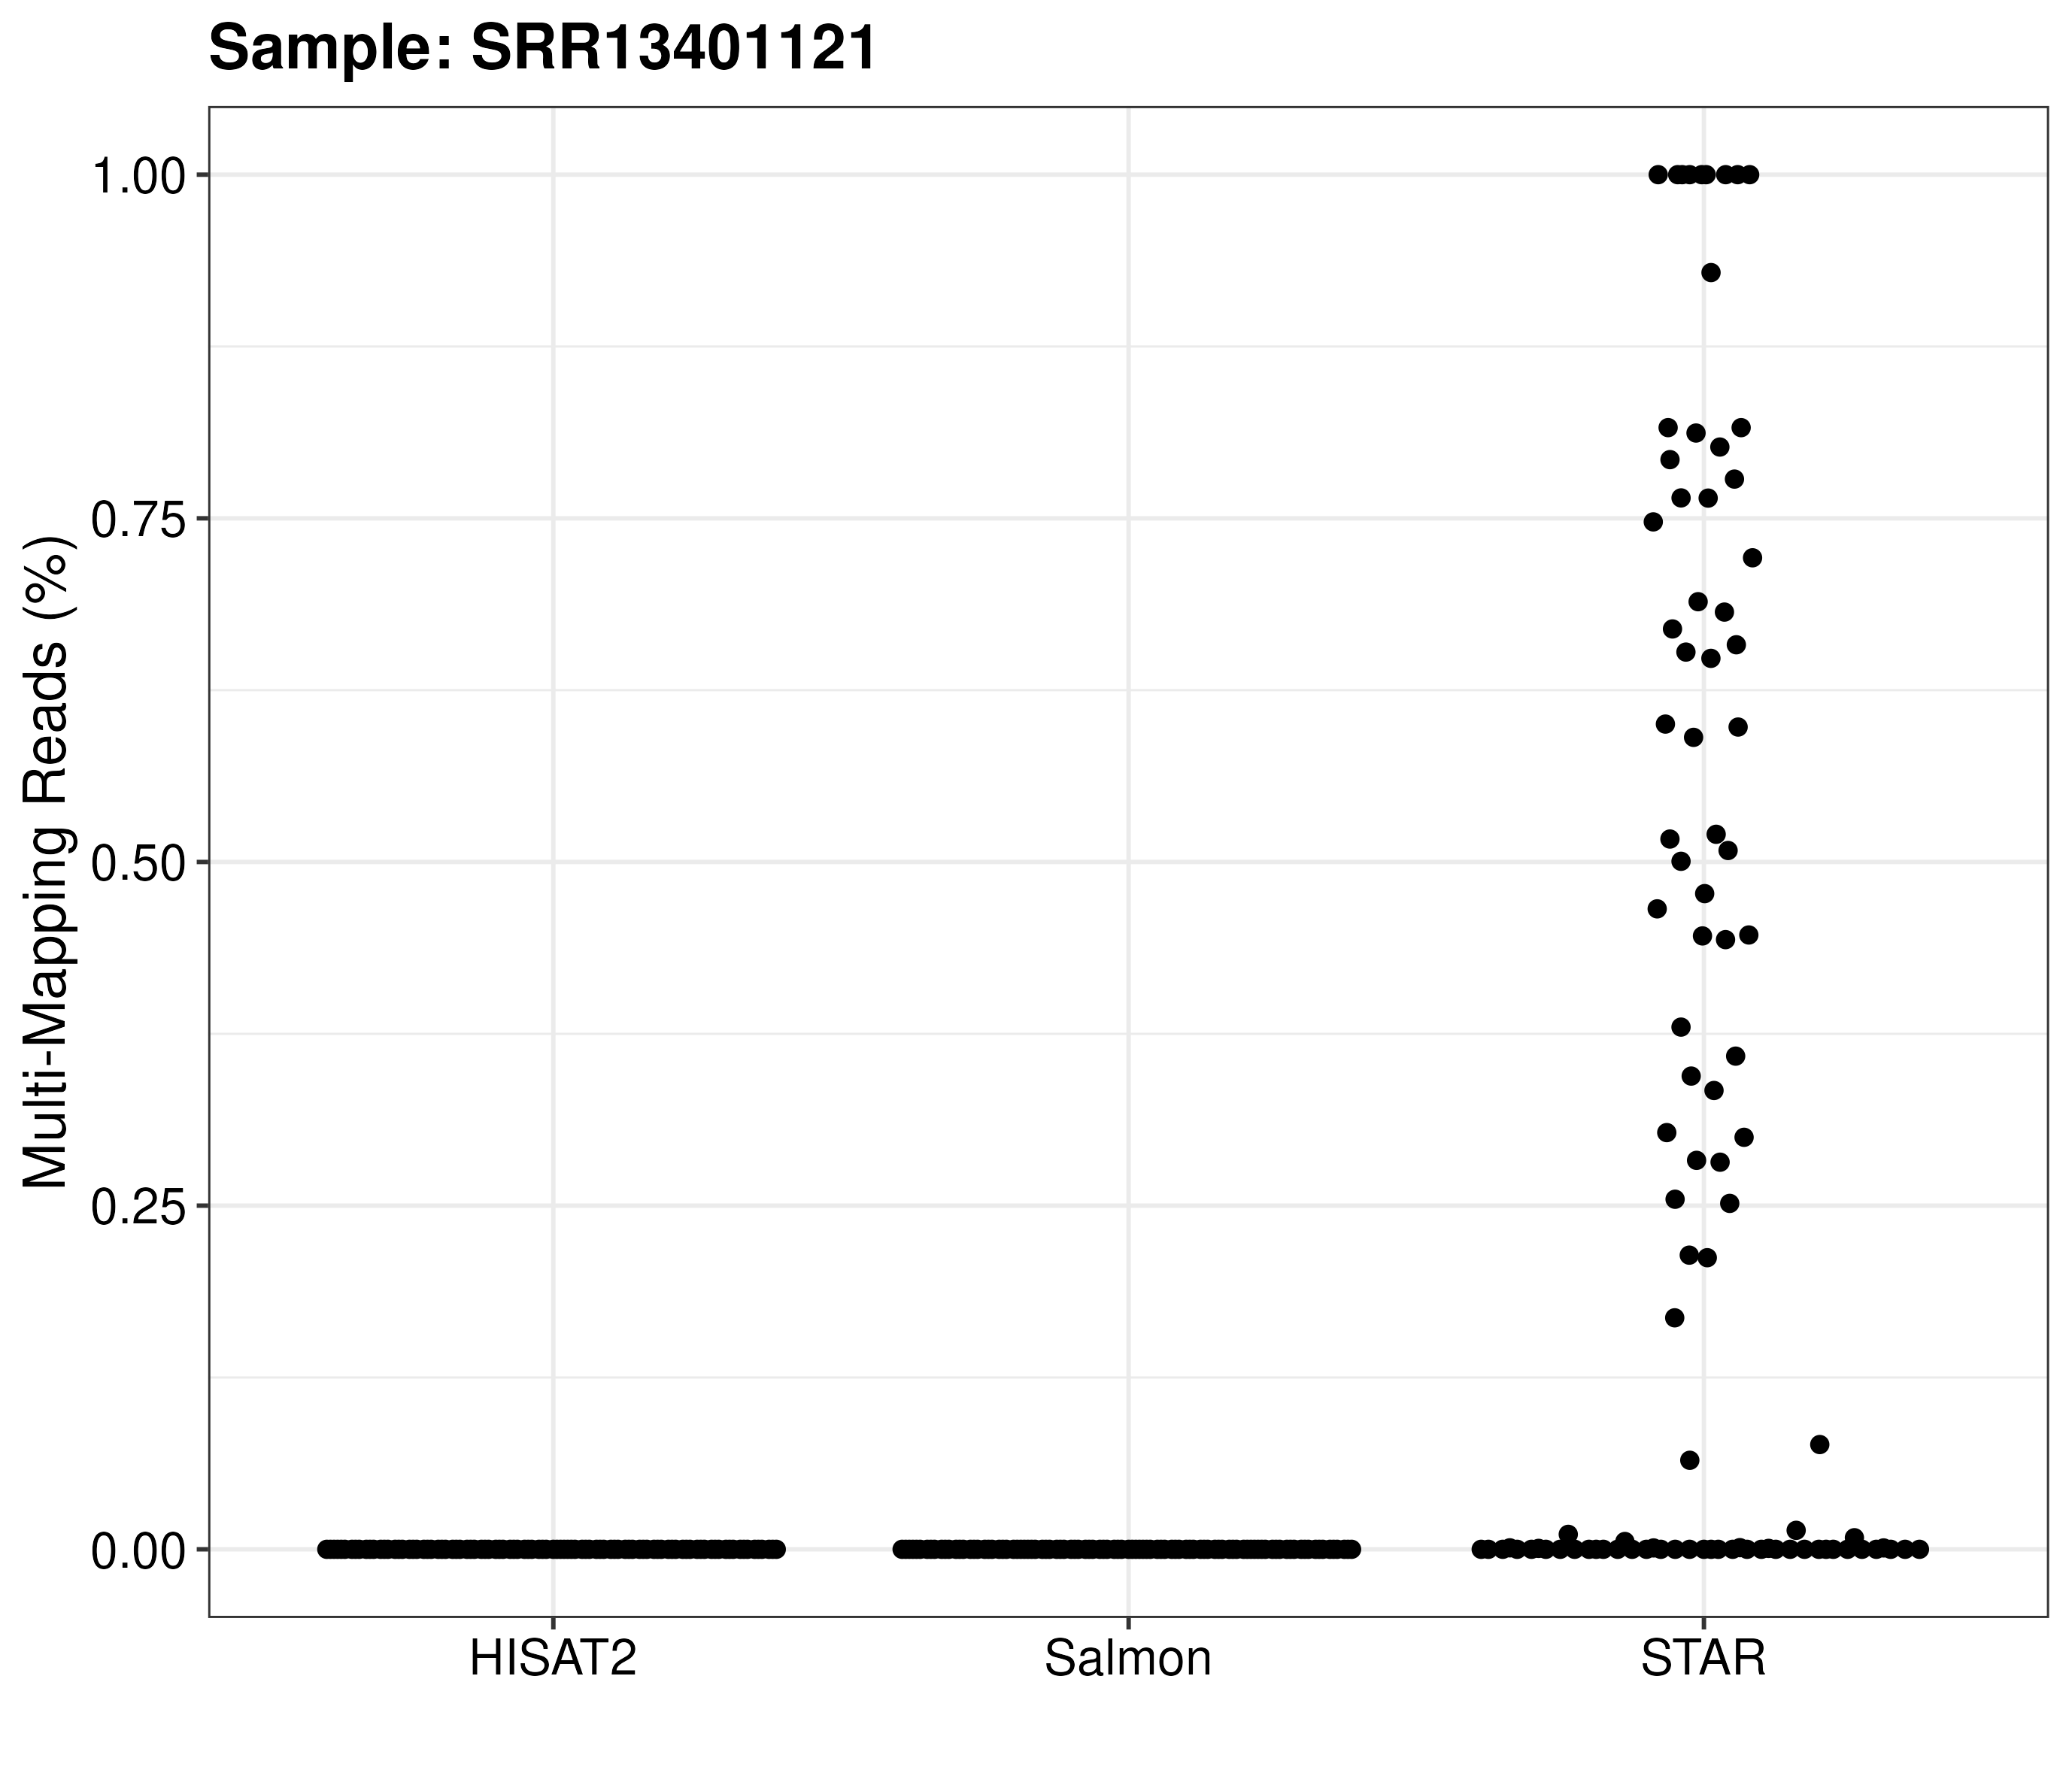 Sample: SRR13401121
Multi-Mapping Reads (%)
1.00
0.75
0.50
0.25
0.00
HISAT2
Salmon
STAR